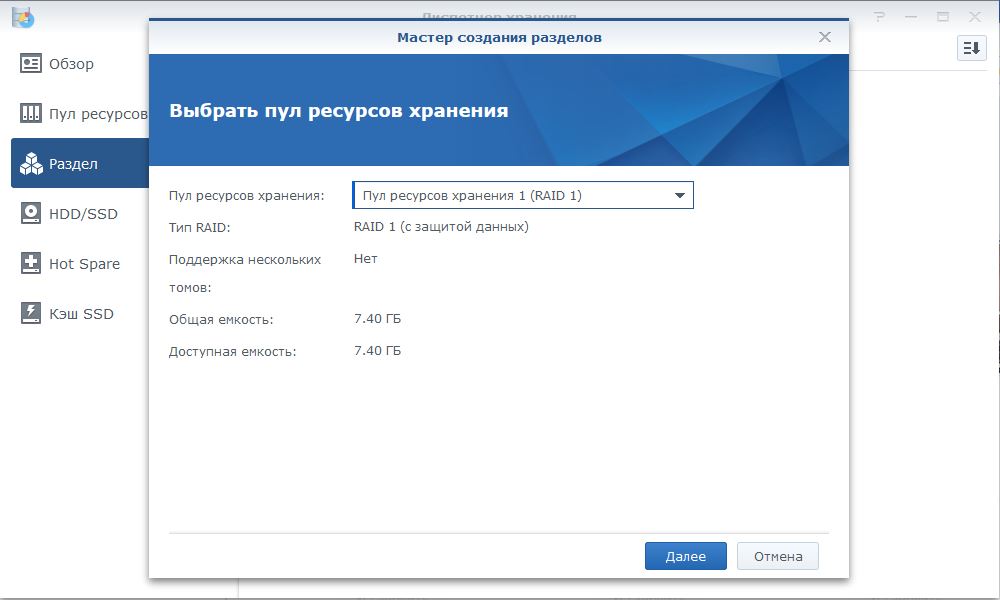 Диспетчер хранения
Мастер создания разделов
Обзор
Пул ресурсов
Раздел
HDD/SSD
Hot Spare
Кэш SSD
Выбрать пул ресурсов хранения
Пул ресурсов хранения: Пул ресурсов хранения 1 (RAID 1)
Тип RAID: RAID 1 (с защитой данных)
Поддержка нескольких Нет
томов:
Общая емкость: 7.40 ГБ
Доступная емкость: 7.40 ГБ
Далее Отмена